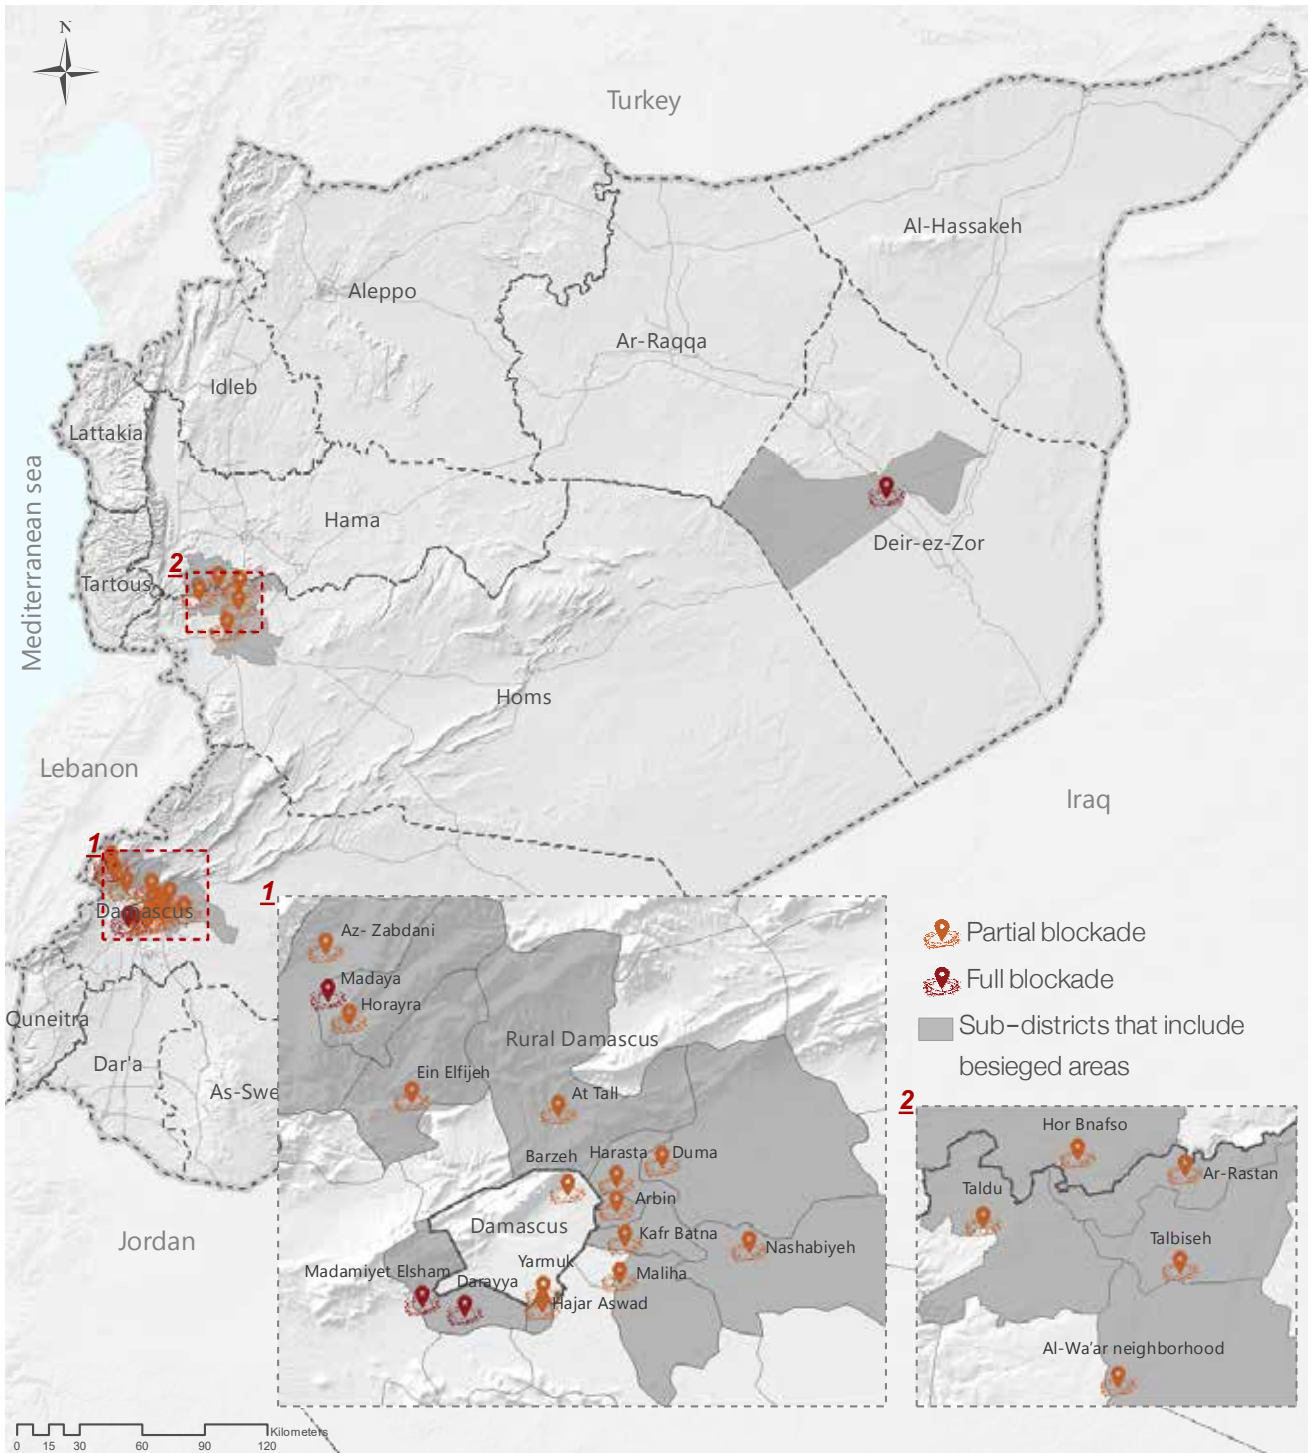 N
Turkey
Al-Hassakeh
Aleppo
Ar-Raqqa
Idleb
Lattakia
Mediterranean sea
Hama
Deir-ez-Zor
2
Tartous
Homs
Lebanon
Iraq
1
Damascus
Quneitra
Dar'a
As-Swe
Jordan
1
Az- Zabdani
Madaya
Horayra
Rural Damascus
Ein Elfijeh
At Tall
Barzeh
Harasta
Duma
Arbin
Damascus
Kafr Batna
Nashabiyeh
Yarmuk
Madamiyet Elsham
Darayya
Maliha
Hajar Aswad
Partial blockade
Full blockade
Sub-districts that include
besieged areas
2
Hor Bnafso
Ar-Rastan
Taldu
Talbiseh
Al-Wa'ar neighborhood
Kilometers
0 15 30 60 90 120